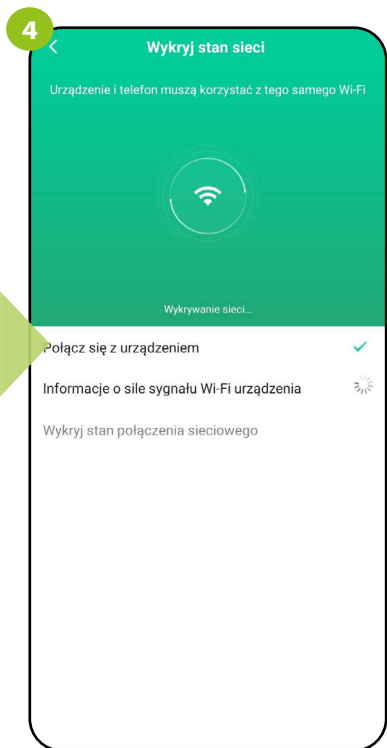 4
Wykryj stan sieci
Urządzenie i telefon muszą korzystać z tego samego Wi-Fi
Wykrywanie sieci...
Połącz się z urządzeniem
Informacje o sile sygnału Wi-Fi urządzenia
Wykryj stan połączenia sieciowego